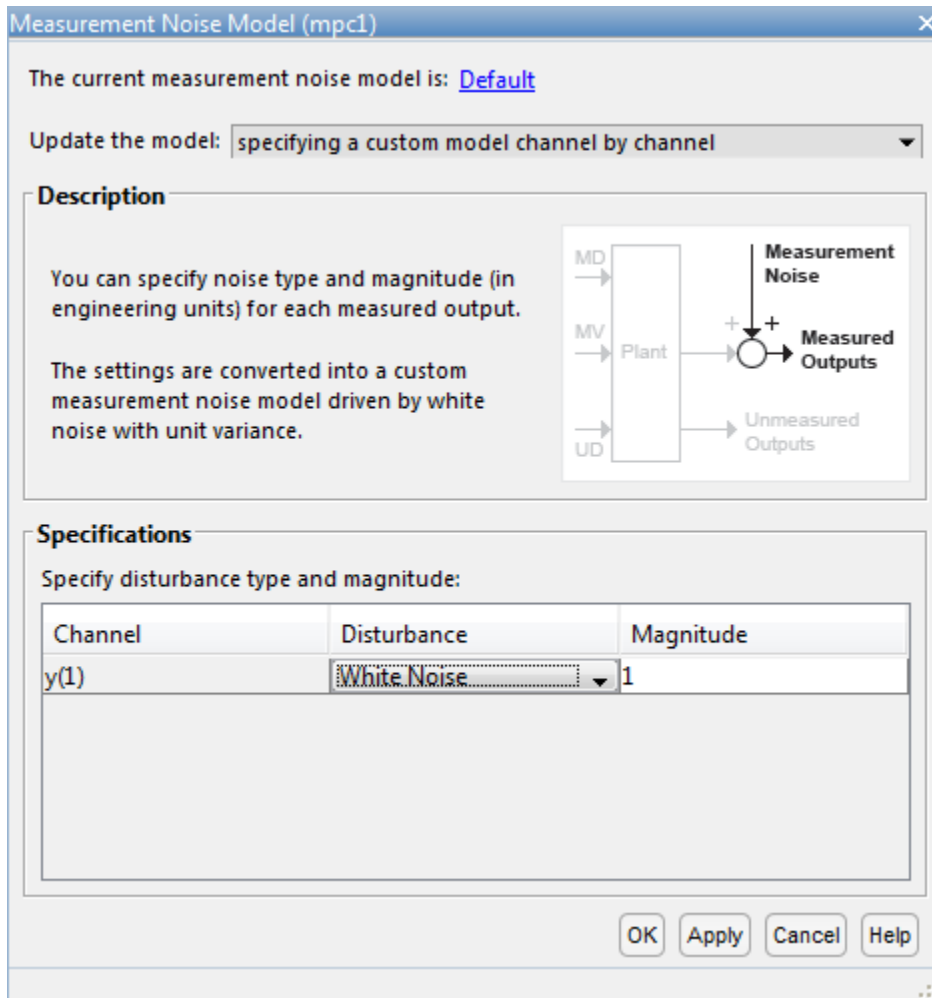 Measurement Noise Model (mpc1)
The current measurement noise model is: Default
Update the model: specifying a custom model channel by channel
Description
You can specify noise type and magnitude (in
engineering units) for each measured output.
The settings are converted into a custom
measurement noise model driven by white
noise with unit variance.
MD
MV
UD
Plant
Measurement
Noise
+ +
Measured
Outputs
Unmeasured
Outputs
Specifications
Specify disturbance type and magnitude:
Channel Disturbance Magnitude
y(1) White Noise 1
OK Apply Cancel Help